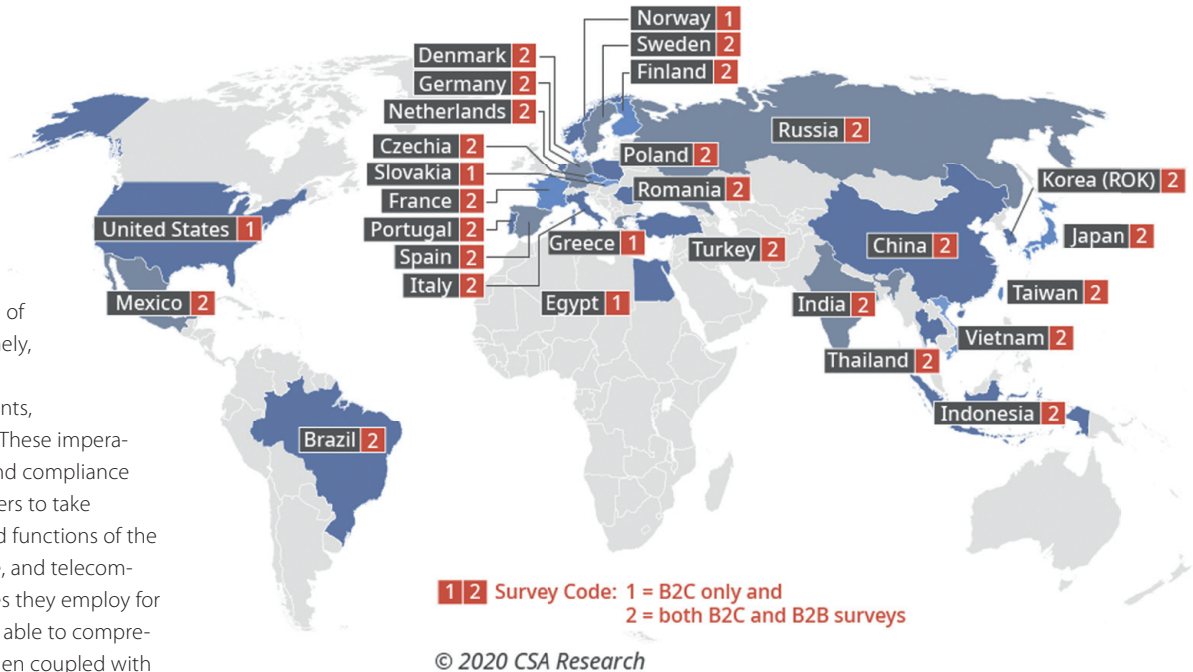 Norway 1
Sweden 2
Finland 2
Denmark 2
Germany 2
Netherlands 2
Czechia 2
Slovakia 1
France 2
Portugal 2
Spain 2
Italy 2
Poland 2
Romania 2
Greece 1
Turkey 2
Egypt 1
Russia 2
Korea (ROK) 2
China 2
Japan 2
Taiwan 2
India 2
Vietnam 2
Thailand 2
Indonesia 2
United States 1
Mexico 2
Brazil 2
of
ely,
nts,
These impera-
nd compliance
ers to take
d functions of the
e, and telecom-
es they employ for
able to compre-
en coupled with
1 2 Survey Code: 1 = B2C only and
2 = both B2C and B2B surveys
© 2020 CSA Research